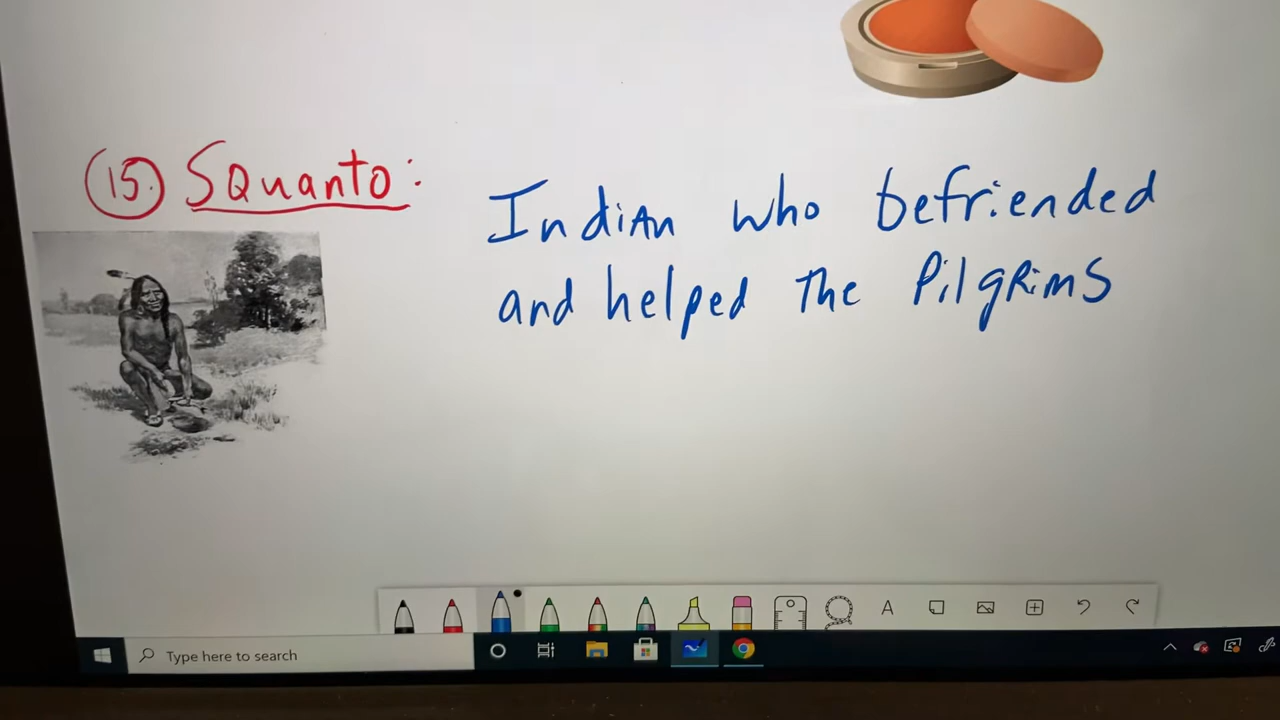 15. Squanto:
Indian who befriended
and helped the Pilgrims
A
Type here to search